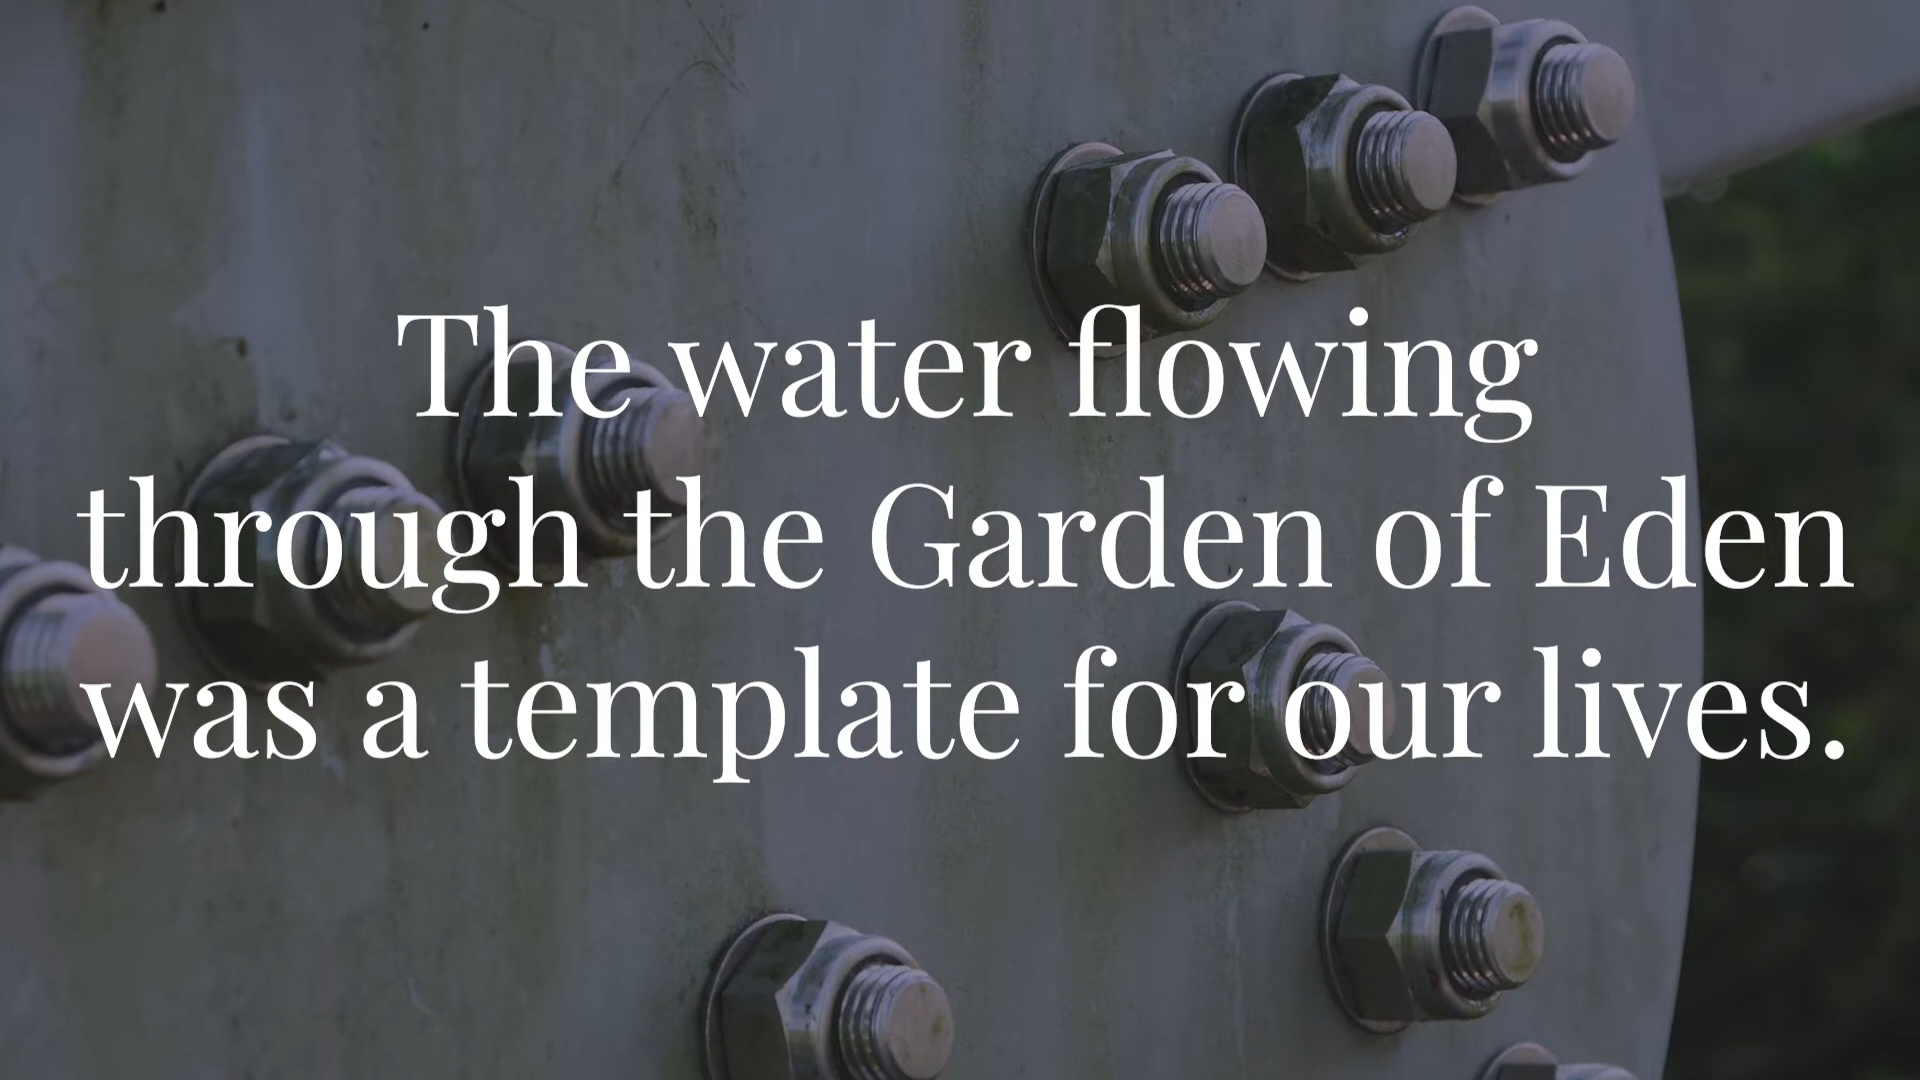 The water flowing
through the Garden of Eden
was a template for our lives.